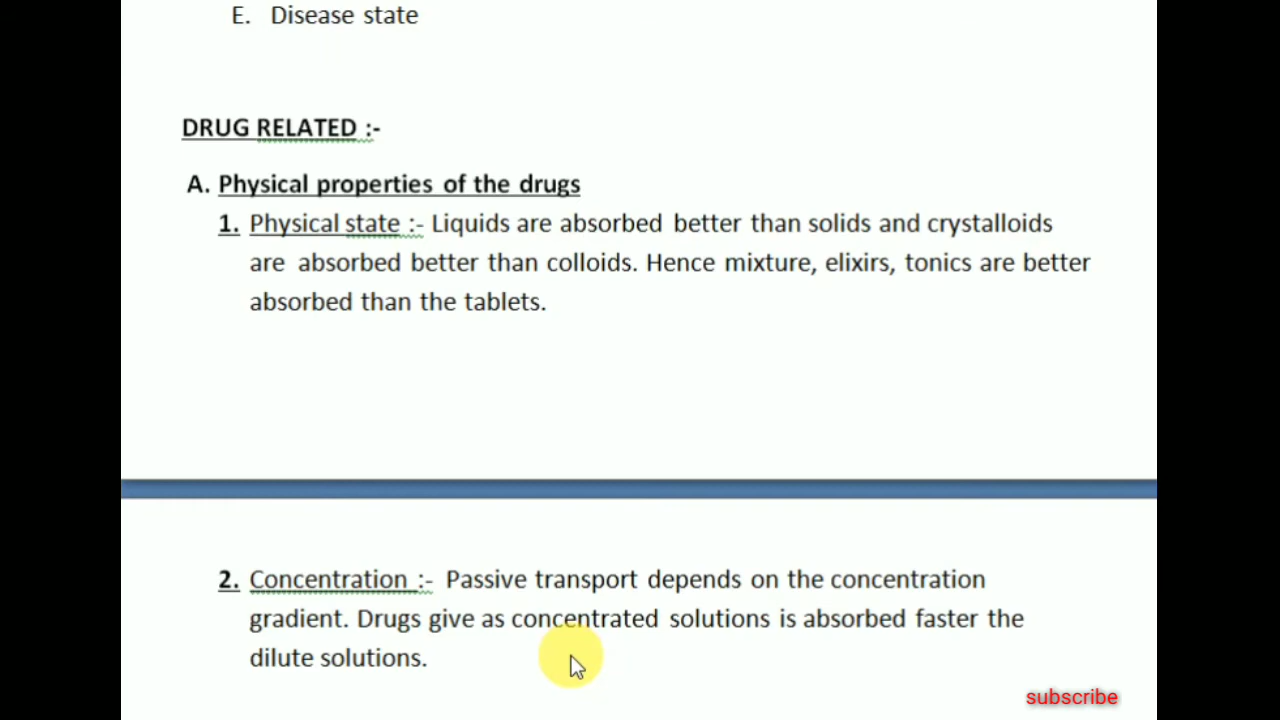 E. Disease state
DRUG RELATED :-
A. Physical properties of the drugs
1. Physical state :- Liquids are absorbed better than solids and crystalloids
are absorbed better than colloids. Hence mixture, elixirs, tonics are better
absorbed than the tablets.
2. Concentration :- Passive transport depends on the concentration
gradient. Drugs give as concentrated solutions is absorbed faster the
dilute solutions.
subscribe